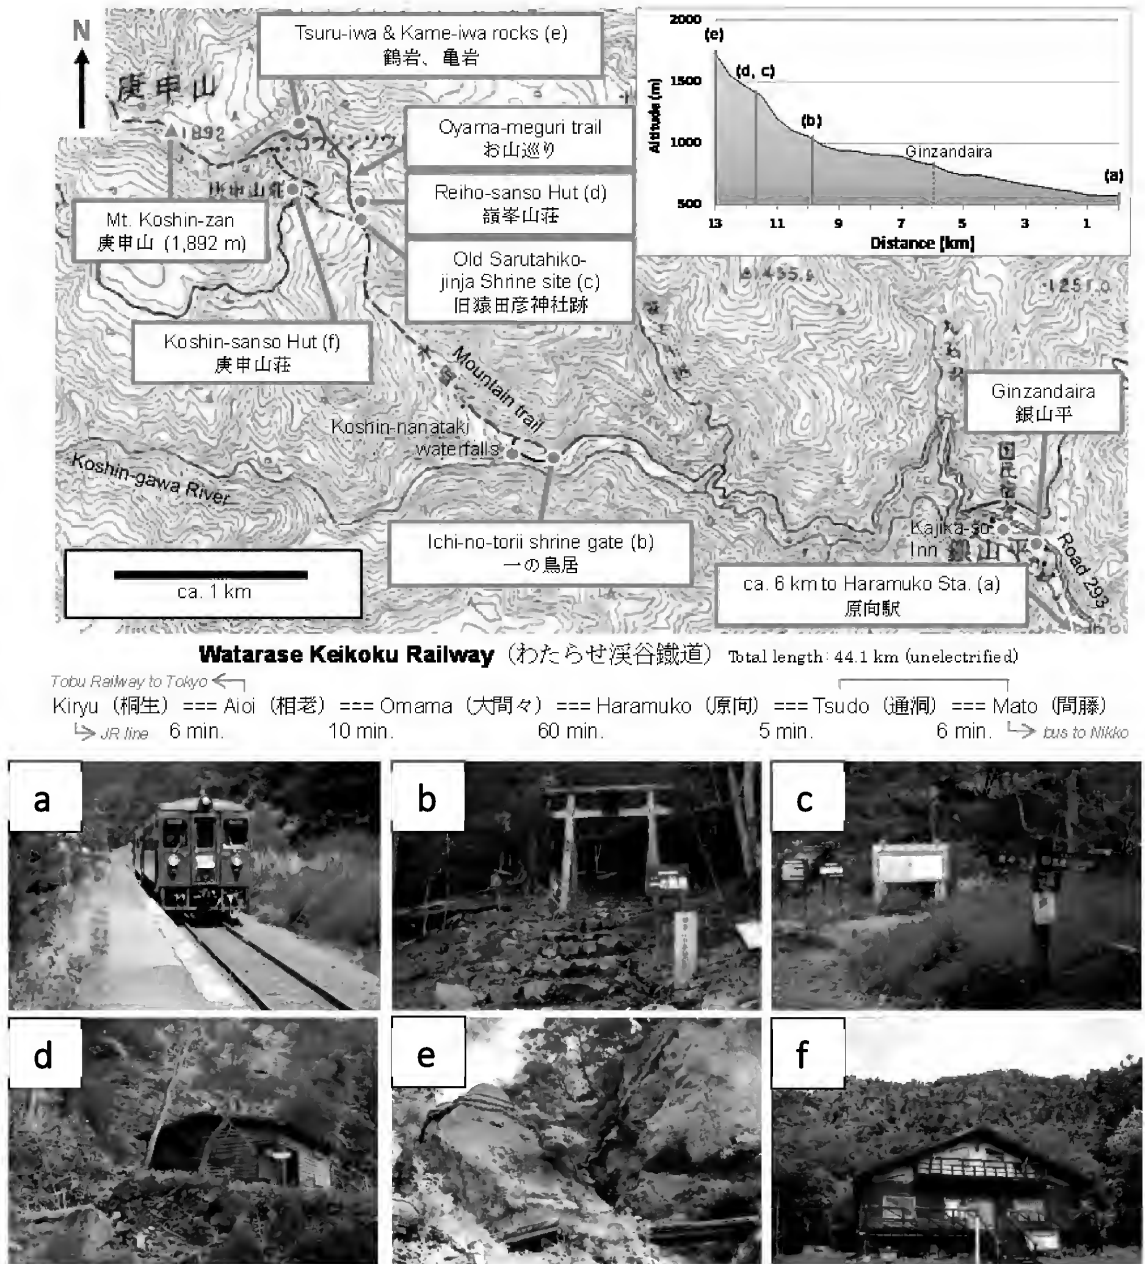 N
Tsuru-iwa & Kame-iwa rocks (e)
鶴岩、亀岩
庚申山
1892
Oyama-meguri trail
お山巡り
Reiho-sanso Hut (d)
嶺峯山荘
Mt. Koshin-zan
庚申山 (1,892 m)
Old Sarutahiko-
jinja Shrine site (c)
旧猿田彦神社跡
Koshin-sanso Hut (f)
庚申山荘
庚申山荘
Mountain trail
Koshin-nanataki
waterfalls
Koshin-gawa River
Ichi-no-torii shrine gate (b)
一の鳥居
Ginzandaira
銀山平
Kajika-so
Inn
銀山平
Road 293
ca. 6 km to Haramuko Sta. (a)
原向駅
ca. 1 km
2000
1500
1000
500
Altitude (m)
(e)
(d, c)
(b)
Ginzandaira
(a)
13 11 9 7 5 3 1
Distance [km]
Watarase Keikoku Railway (わたらせ渓谷鐵道) Total length: 44.1 km (unelectrified)
Tobu Railway to Tokyo
Kiryu (桐生) === Aioi (相老) === Omama (大間々) === Haramuko (原向) === Tsudo (通洞) === Mato (間藤)
JR line 6 min. 10 min. 60 min. 5 min. 6 min. bus to Nikko
a
b
c
d
e
f